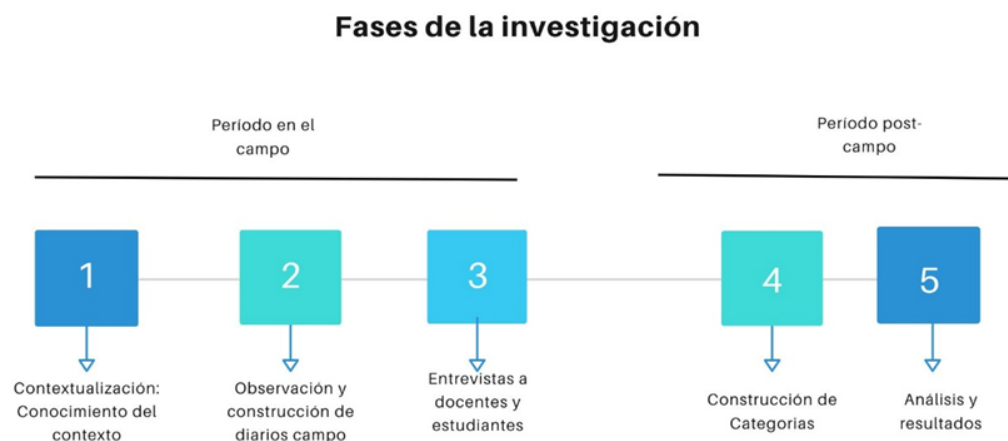 Fases de la investigación
Período en el
campo
Período post-
campo
1
2
3
4
5
Contextualización:
Conocimiento del
contexto
Observación y
construcción de
diarios campo
Entrevistas a
docentes y
estudiantes
Construcción de
Categorias
Análisis y
resultados